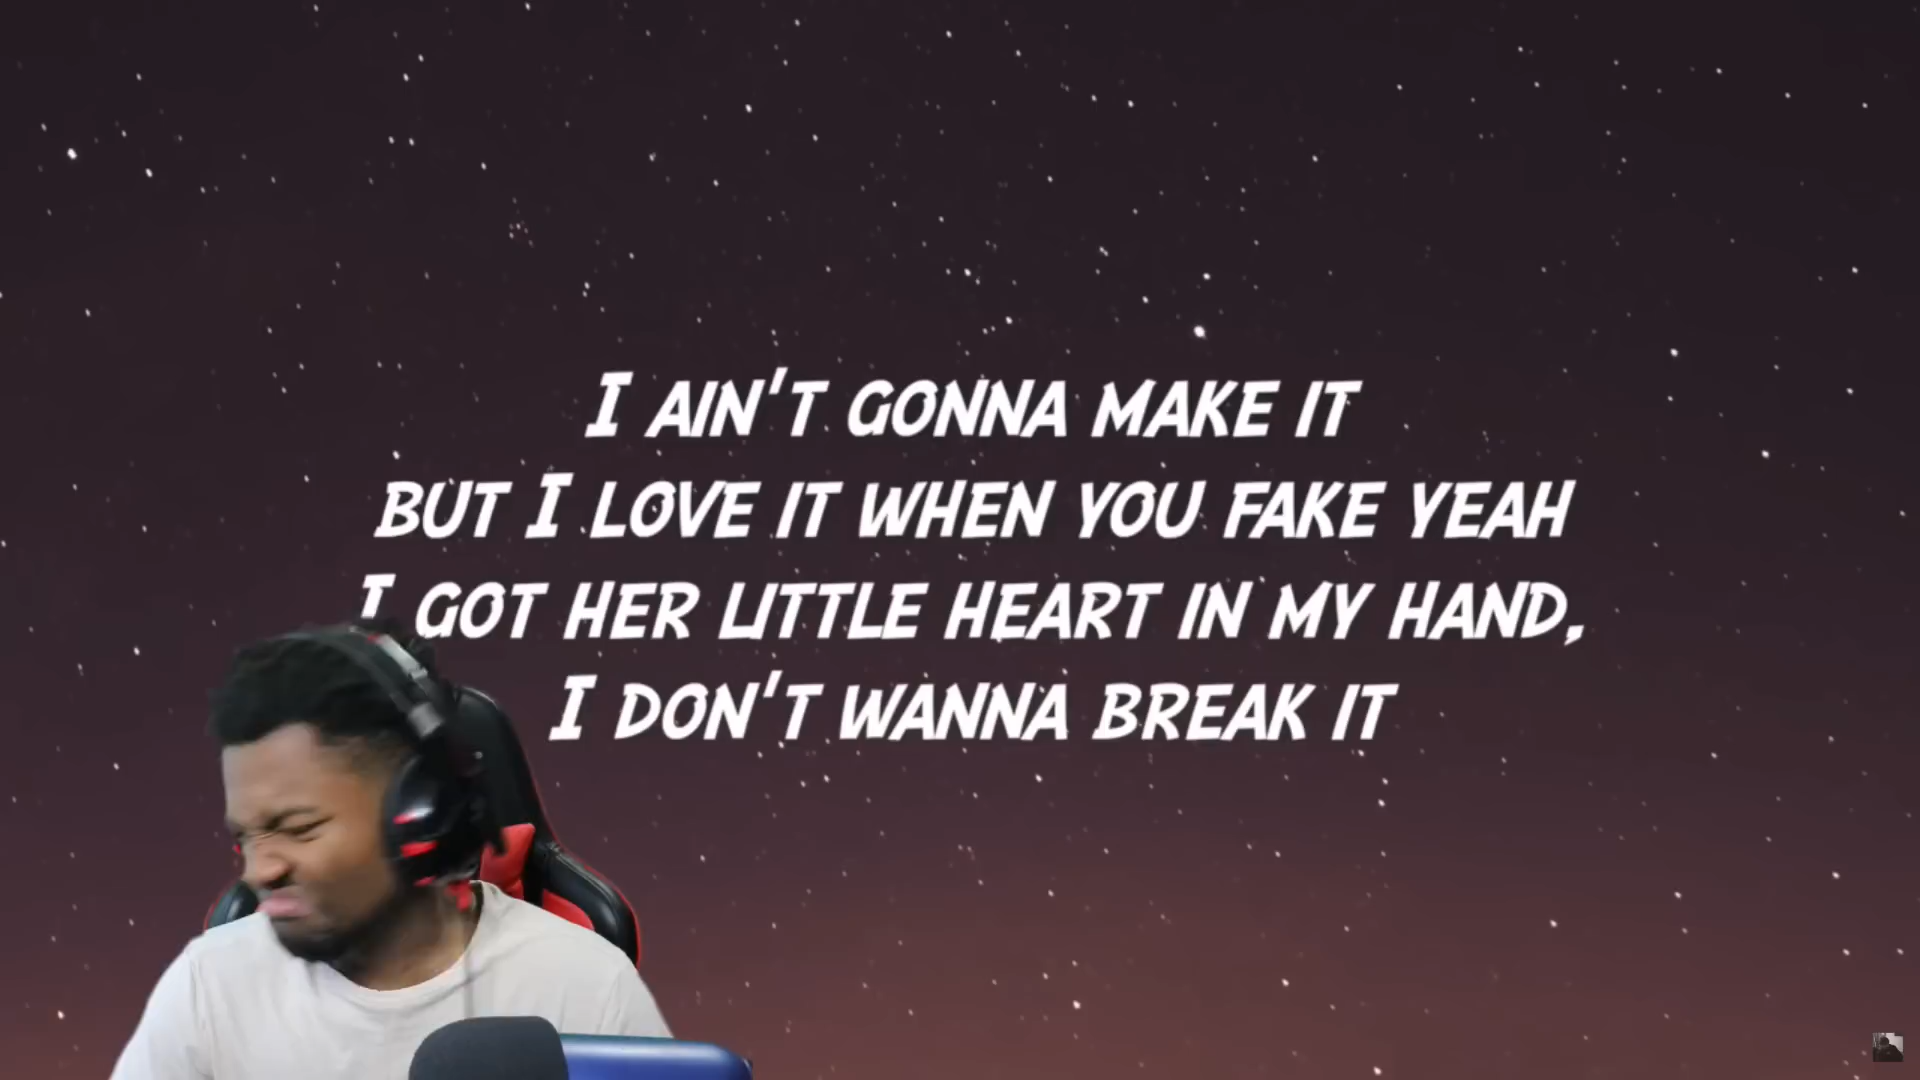 I AIN'T GONNA MAKE IT
BUT I LOVE IT WHEN YOU FAKE YEAH
I GOT HER LITTLE HEART IN MY HAND,
I DON'T WANNA BREAK IT